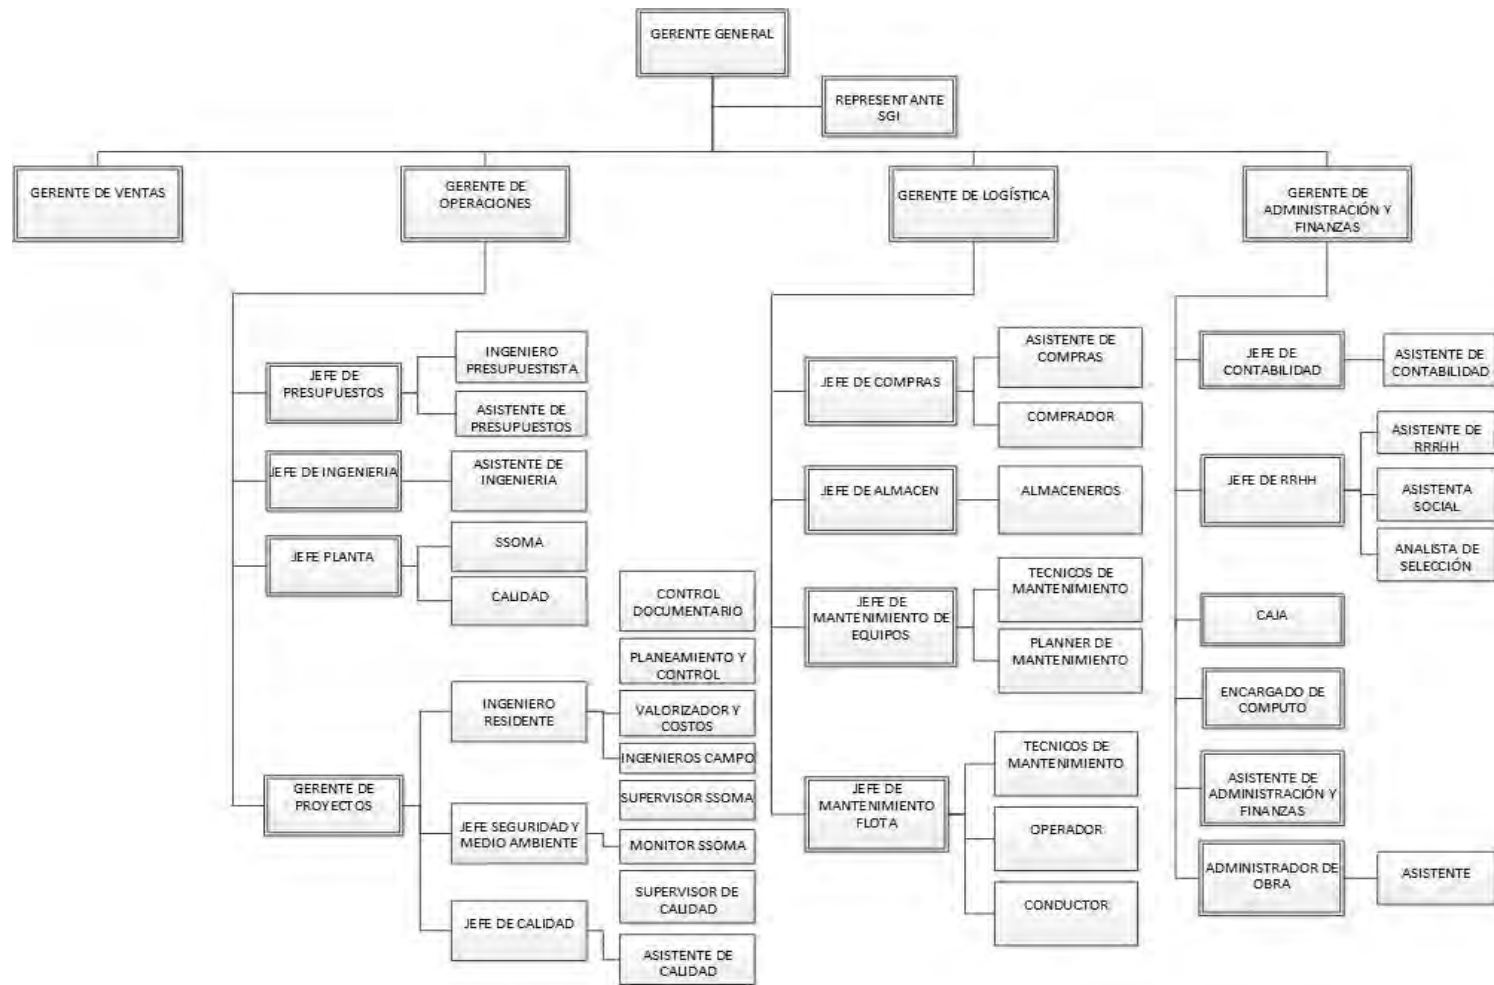 GERENTE GENERAL
REPRESENTANTE
SGI
GERENTE DE VENTAS
GERENTE DE
OPERACIONES
GERENTE DE LOGÍSTICA
GERENTE DE
ADMINISTRACIÓN Y
FINANZAS
JEFE DE
PRESUPUESTOS
INGENIERO
PRESUPUESTISTA
ASISTENTE DE
PRESUPUESTOS
JEFE DE INGENIERIA
ASISTENTE DE
INGENIERIA
JEFE PLANTA
SSOMA
CALIDAD
GERENTE DE
PROYECTOS
INGENIERO
RESIDENTE
CONTROL
DOCUMENTARIO
PLANEAMIENTO Y
CONTROL
VALORIZADOR Y
COSTOS
INGENIEROS CAMPO
JEFE SEGURIDAD Y
MEDIO AMBIENTE
SUPERVISOR SSOMA
MONITOR SSOMA
JEFE DE CALIDAD
SUPERVISOR DE
CALIDAD
ASISTENTE DE
CALIDAD
JEFE DE COMPRAS
ASISTENTE DE
COMPRAS
COMPRADOR
JEFE DE ALMACEN
ALMACENEROS
JEFE DE
MANTENIMIENTO DE
EQUIPOS
TECNICOS DE
MANTENIMIENTO
PLANNER DE
MANTENIMIENTO
JEFE DE
MANTENIMIENTO
FLOTA
TECNICOS DE
MANTENIMIENTO
OPERADOR
CONDUCTOR
JEFE DE
CONTABILIDAD
ASISTENTE DE
CONTABILIDAD
JEFE DE RRHH
ASISTENTE DE
RRRHH
ASISTENTA
SOCIAL
ANALISTA DE
SELECCIÓN
CAJA
ENCARGADO DE
COMPUTO
ASISTENTE DE
ADMINISTRACIÓN Y
FINANZAS
ADMINISTRADOR DE
OBRA
ASISTENTE